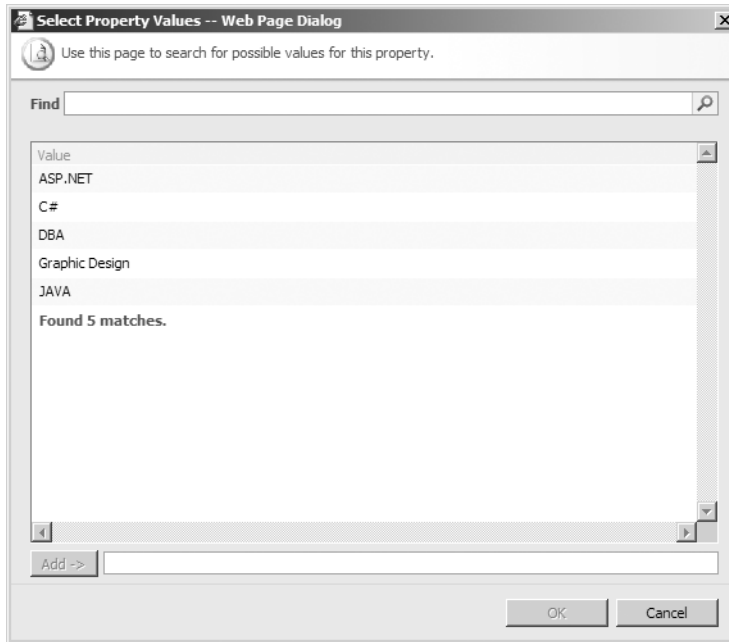 Select Property Values -- Web Page Dialog
Use this page to search for possible values for this property.
Find
Value
ASP.NET
C#
DBA
Graphic Design
JAVA
Found 5 matches.
Add ->
OK
Cancel